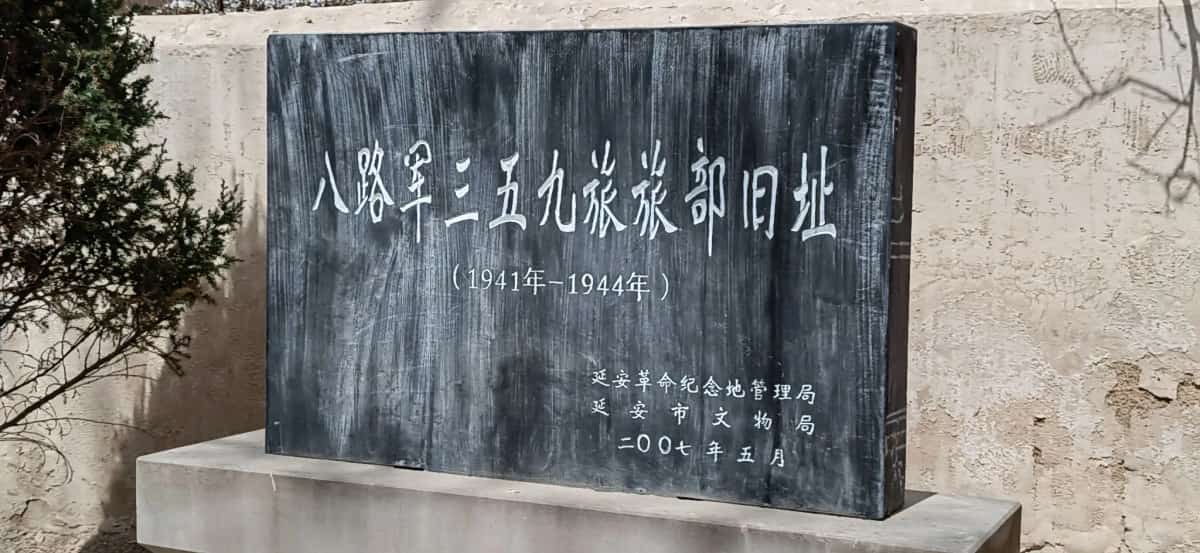 八路军三五九旅旅部旧址
（1941年-1944年）
延安革命纪念地管理局
延安市文物局
二〇〇七年五月